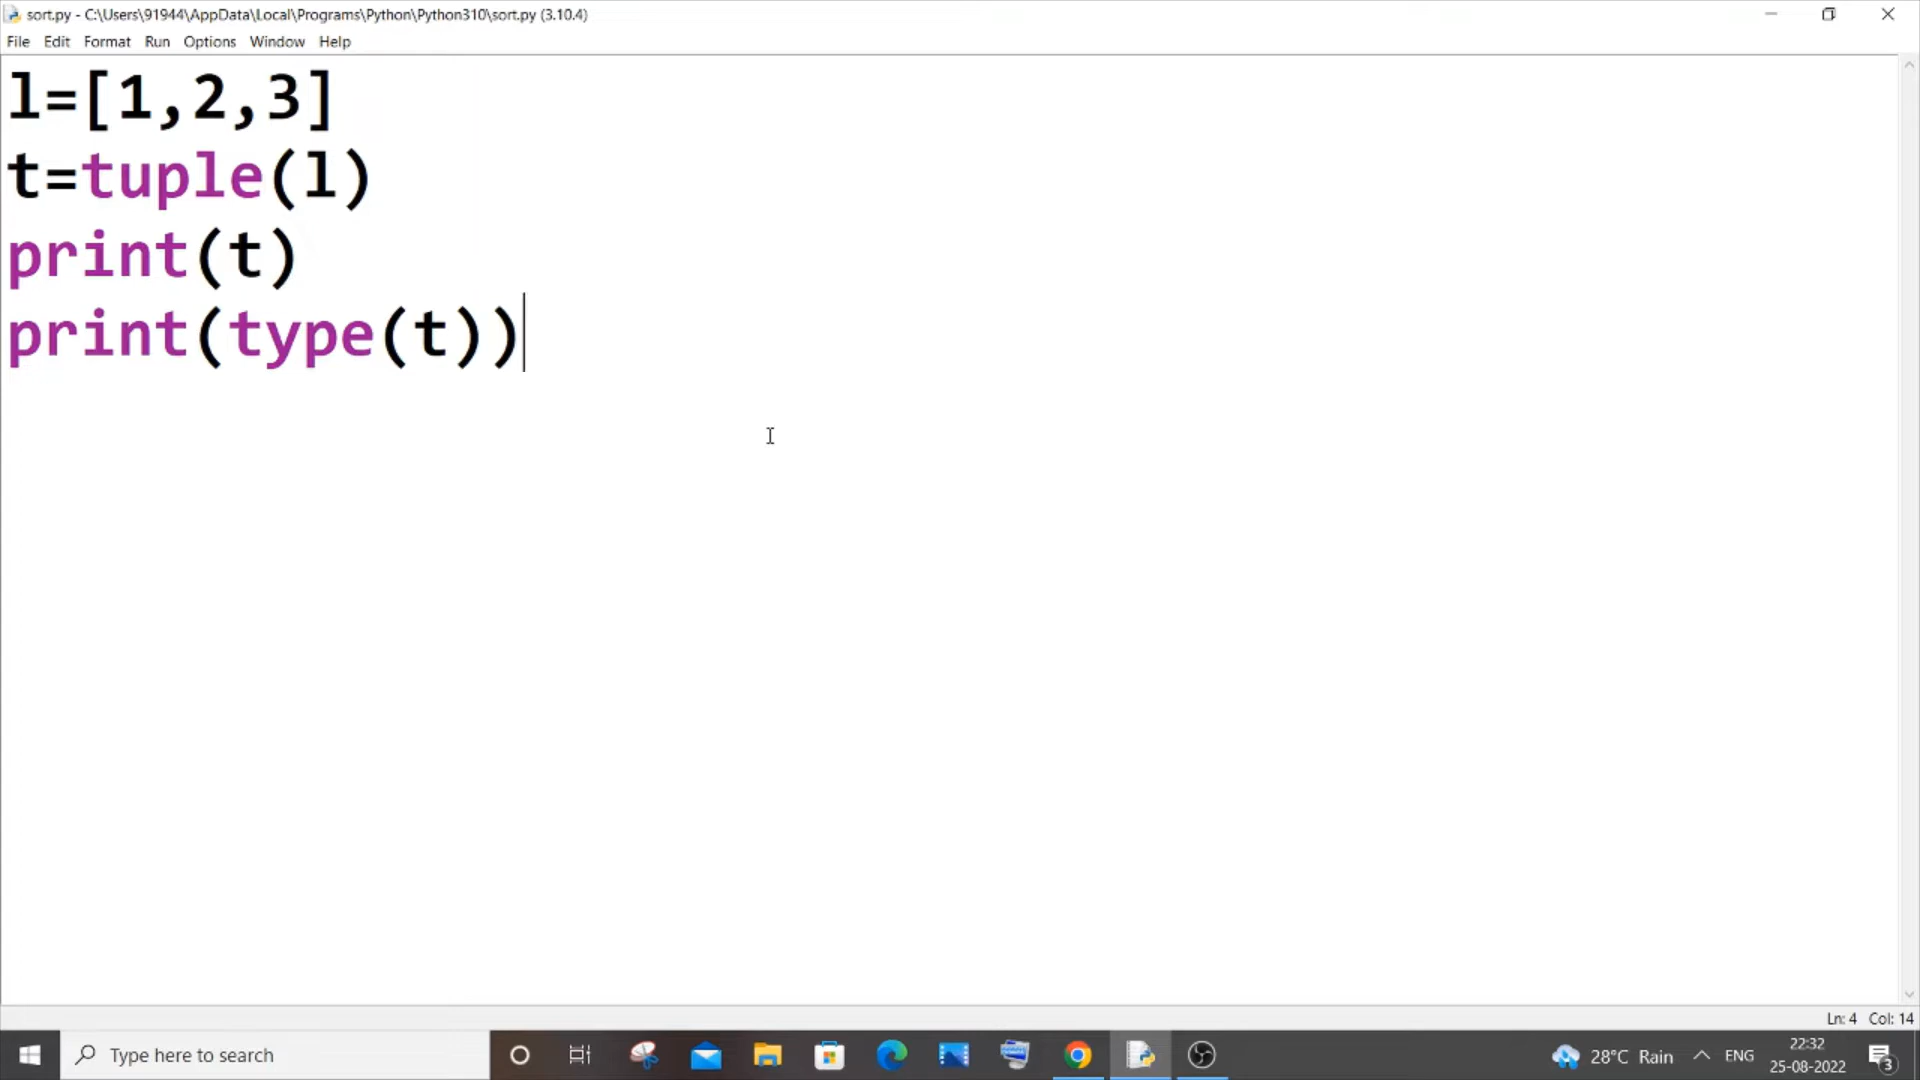 sort.py - C:\Users\91944\AppData\Local\Programs\Python\Python310\sort.py (3.10.4)
File Edit Format Run Options Window Help
l=[1,2,3]
t=tuple(l)
print(t)
print(type(t))
Ln: 4 Col: 14
Type here to search
28°C Rain
ENG
22:32
25-08-2022
3